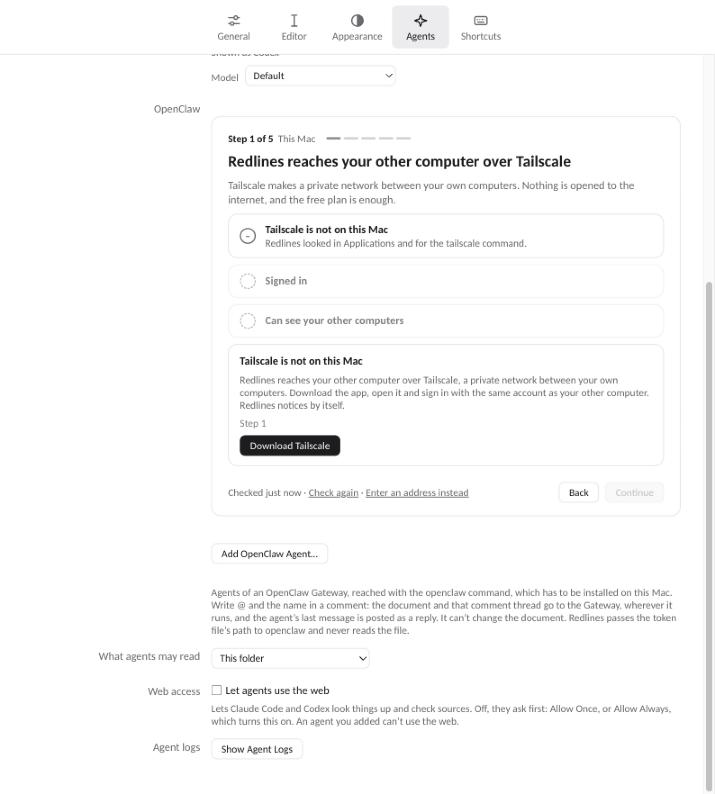 General Editor Appearance Agents Shortcuts
Shown as Codex
Model Default
OpenClaw
Step 1 of 5 This Mac
Redlines reaches your other computer over Tailscale
Tailscale makes a private network between your own computers. Nothing is opened to the
internet, and the free plan is enough.
Tailscale is not on this Mac
Redlines looked in Applications and for the tailscale command.
Signed in
Can see your other computers
Tailscale is not on this Mac
Redlines reaches your other computer over Tailscale, a private network between your own
computers. Download the app, open it and sign in with the same account as your other computer.
Redlines notices by itself.
Step 1
Download Tailscale
Checked just now · Check again · Enter an address instead Back Continue
Add OpenClaw Agent...
Agents of an OpenClaw Gateway, reached with the openclaw command, which has to be installed on this Mac.
Write @ and the name in a comment: the document and that comment thread go to the Gateway, wherever it
runs, and the agent's last message is posted as a reply. It can't change the document. Redlines passes the token
file's path to openclaw and never reads the file.
What agents may read This folder
Web access Let agents use the web
Lets Claude Code and Codex look things up and check sources. Off, they ask first: Allow Once, or Allow Always,
which turns this on. An agent you added can't use the web.
Agent logs Show Agent Logs